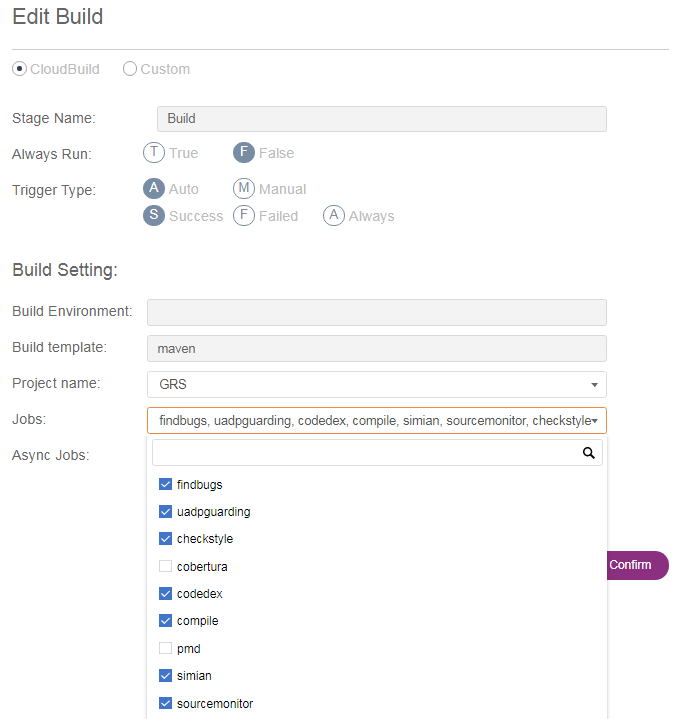 Edit Build
CloudBuild Custom
Stage Name: Build
Always Run: T True F False
Trigger Type: A Auto M Manual
S Success F Failed A Always
Build Setting:
Build Environment:
Build template: maven
Project name: GRS
Jobs: findbugs, uadpguarding, codedex, compile, simian, sourcemonitor, checkstyle
Async Jobs:
findbugs
uadpguarding
checkstyle
cobertura
Confirm
codedex
compile
pmd
simian
sourcemonitor